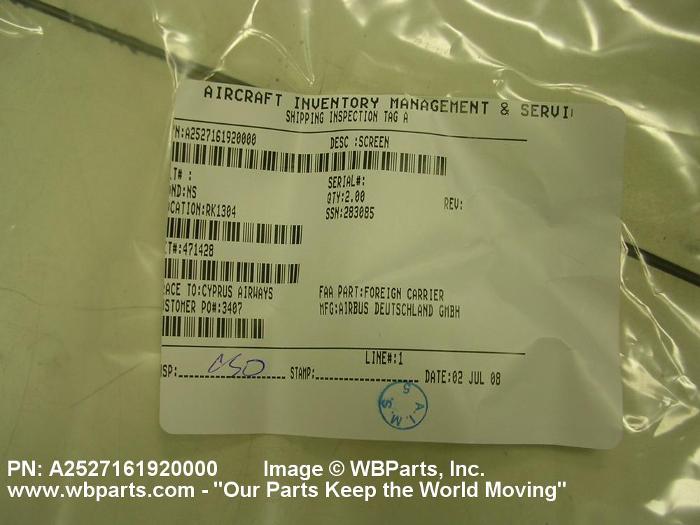 AIRCRAFT INVENTORY MANAGEMENT & SERVI
SHIPPING INSPECTION TAG A
N:A2527161920000 DESC :SCREEN
T# : SERIAL#:
ND:NS QTY:2.00 REV:
CATION:RK1304 SSN:283085
T#:471428
ACE TO:CYPRUS AIRWAYS FAA PART:FOREIGN CARRIER
STOMER PO#:3407 MFG:AIRBUS DEUTSCHLAND GMBH
LINE#:1
SP: STAMP: DATE:02 JUL 08
A.I.M.S. 5
PN: A2527161920000 Image © WBParts, Inc.
www.wbparts.com - "Our Parts Keep the World Moving"